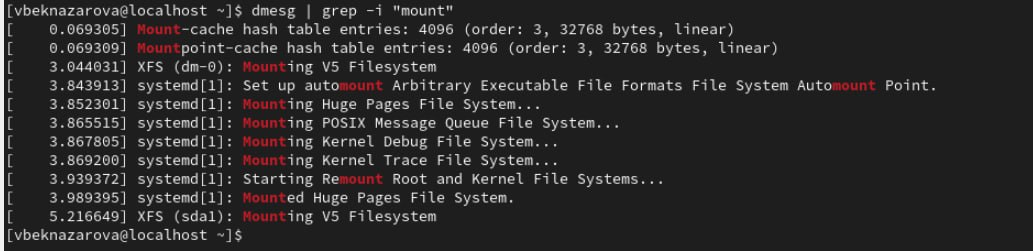 [vbeknazarova@localhost ~]$ dmesg | grep -i "mount"
[    0.069305] Mount-cache hash table entries: 4096 (order: 3, 32768 bytes, linear)
[    0.069309] Mountpoint-cache hash table entries: 4096 (order: 3, 32768 bytes, linear)
[    3.044031] XFS (dm-0): Mounting V5 Filesystem
[    3.843913] systemd[1]: Set up automount Arbitrary Executable File Formats File System Automount Point.
[    3.852301] systemd[1]: Mounting Huge Pages File System...
[    3.865515] systemd[1]: Mounting POSIX Message Queue File System...
[    3.867805] systemd[1]: Mounting Kernel Debug File System...
[    3.869200] systemd[1]: Mounting Kernel Trace File System...
[    3.939372] systemd[1]: Starting Remount Root and Kernel File Systems...
[    3.989395] systemd[1]: Mounted Huge Pages File System.
[    5.216649] XFS (sda1): Mounting V5 Filesystem
[vbeknazarova@localhost ~]$